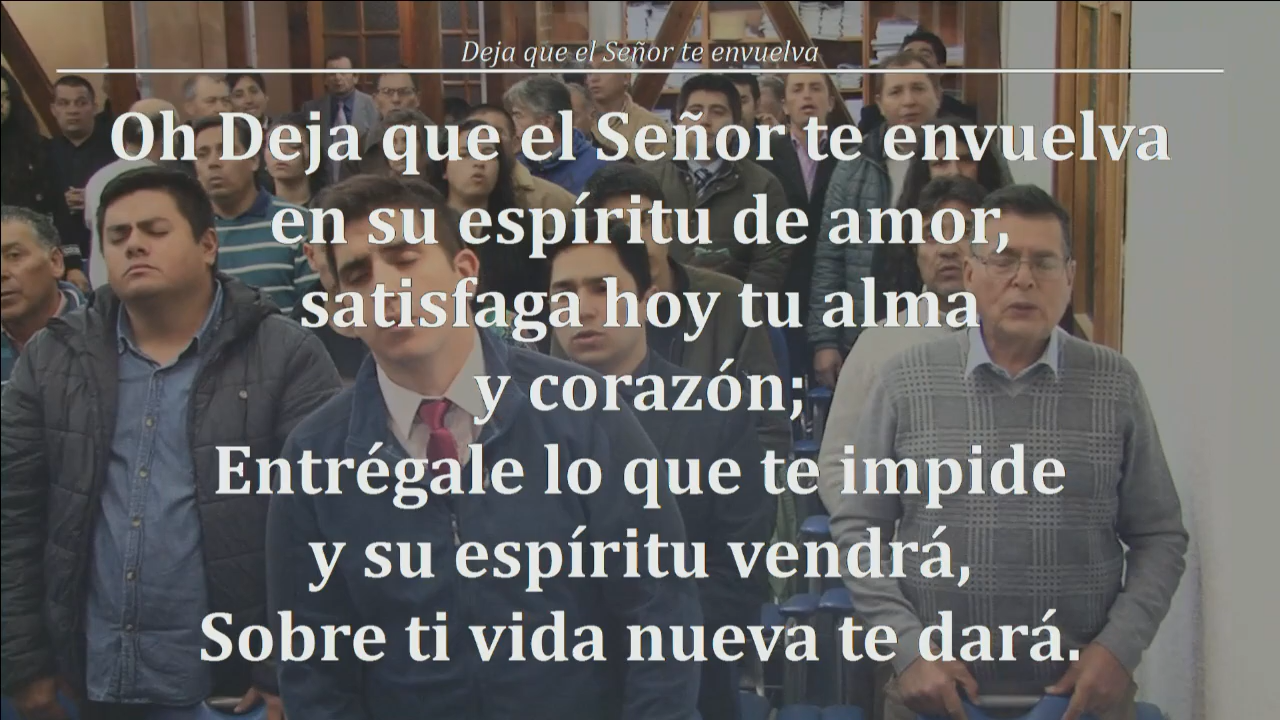 Deja que el Señor te envuelva
Oh Deja que el Señor te envuelva
en su espíritu de amor,
satisfaga hoy tu alma
y corazón;
Entrégale lo que te impide
y su espíritu vendrá,
Sobre ti vida nueva te dará.